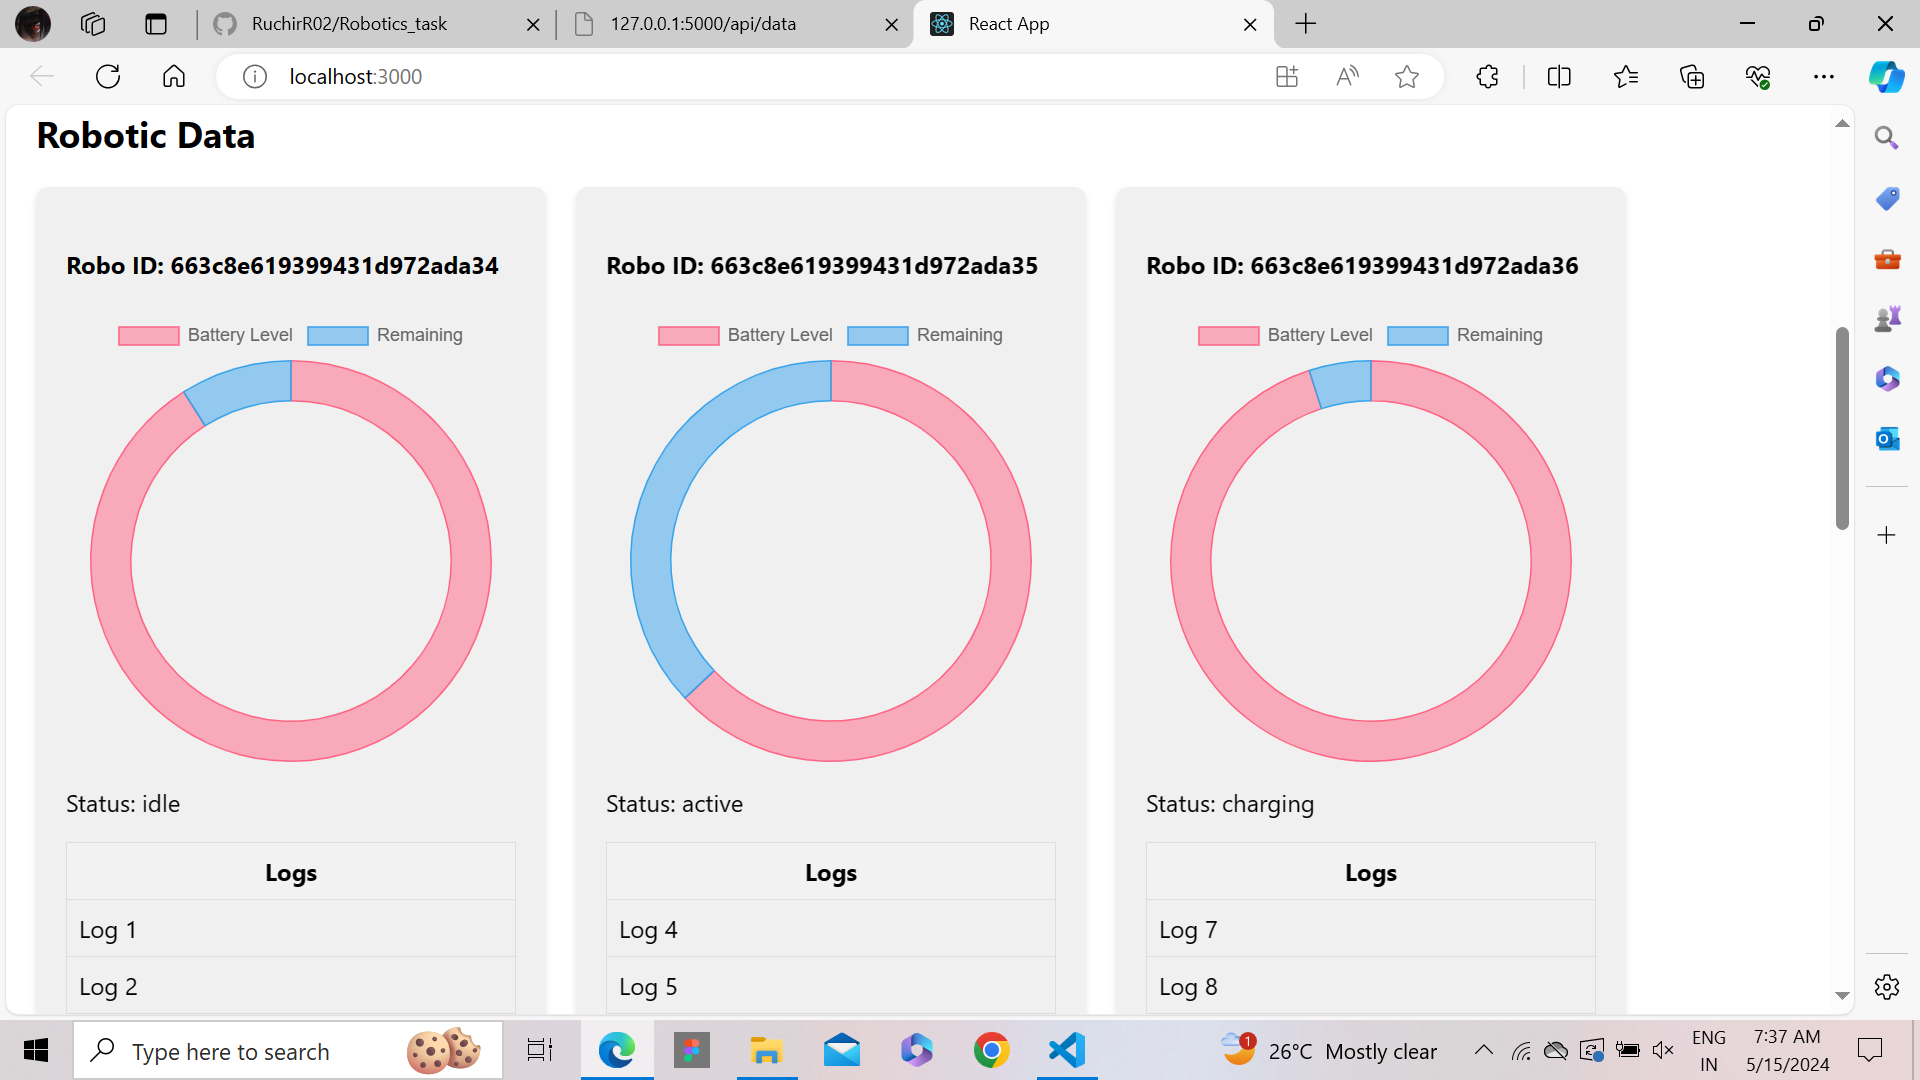 RuchirR02/Robotics_task
127.0.0.1:5000/api/data
React App
localhost:3000
Robotic Data
Robo ID: 663c8e619399431d972ada34
Battery Level Remaining
Status: idle
Logs
Log 1
Log 2
Robo ID: 663c8e619399431d972ada35
Battery Level Remaining
Status: active
Logs
Log 4
Log 5
Robo ID: 663c8e619399431d972ada36
Battery Level Remaining
Status: charging
Logs
Log 7
Log 8
Type here to search
1
26°C Mostly clear
ENG
IN
7:37 AM
5/15/2024